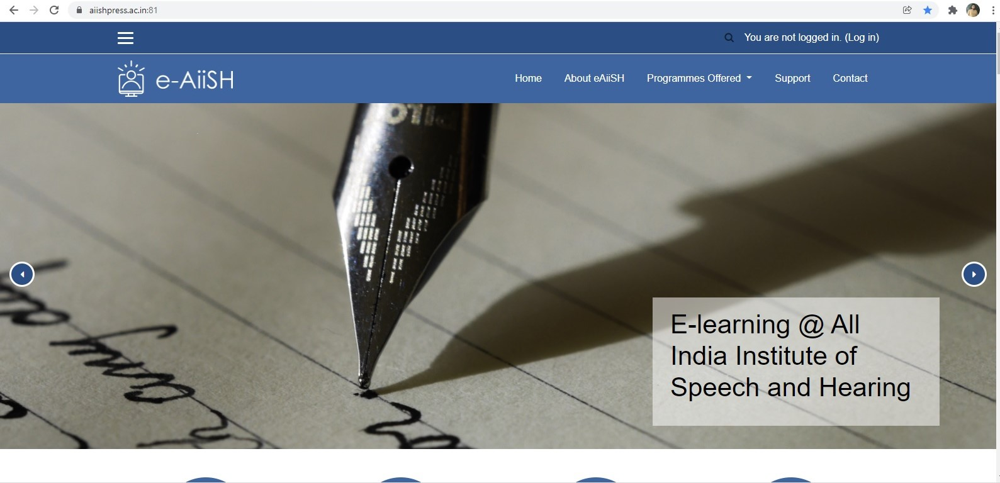 aiishpress.ac.in:81
You are not logged in. (Log in)
e-AiiSH
Home About eAiiSH Programmes Offered Support Contact
E-learning @ All
India Institute of
Speech and Hearing